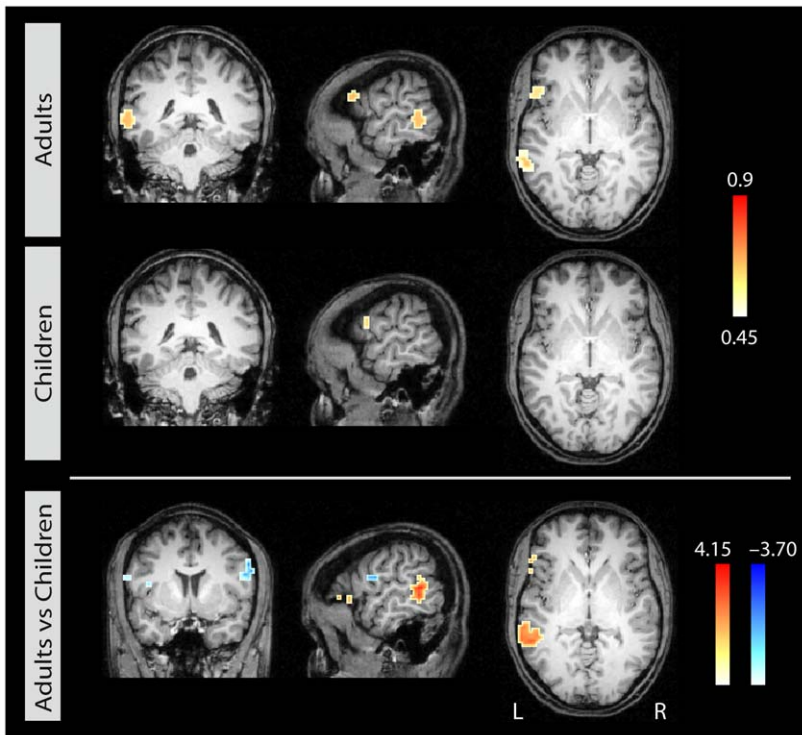 Adults
0.9
0.45
Children
Adults vs Children
4.15
−3.70
L
R